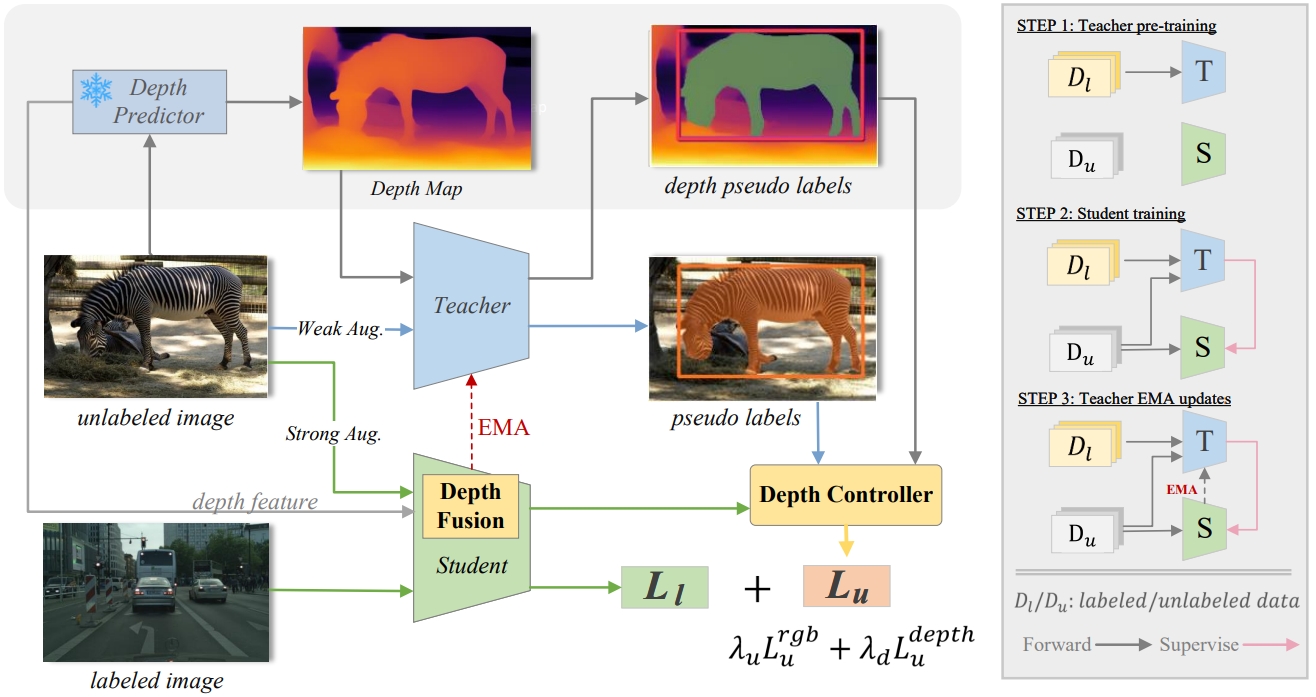 Depth
Predictor
Depth Map
depth pseudo labels
unlabeled image
Weak Aug.
Teacher
pseudo labels
Strong Aug.
EMA
depth feature
Depth
Fusion
Student
Depth Controller
L_l + L_u
λ_u L_u^{rgb} + λ_d L_u^{depth}
labeled image
STEP 1: Teacher pre-training
D_l
T
D_u
S
STEP 2: Student training
D_l
T
D_u
S
STEP 3: Teacher EMA updates
D_l
T
EMA
D_u
S
D_l/D_u: labeled/unlabeled data
Forward
Supervise